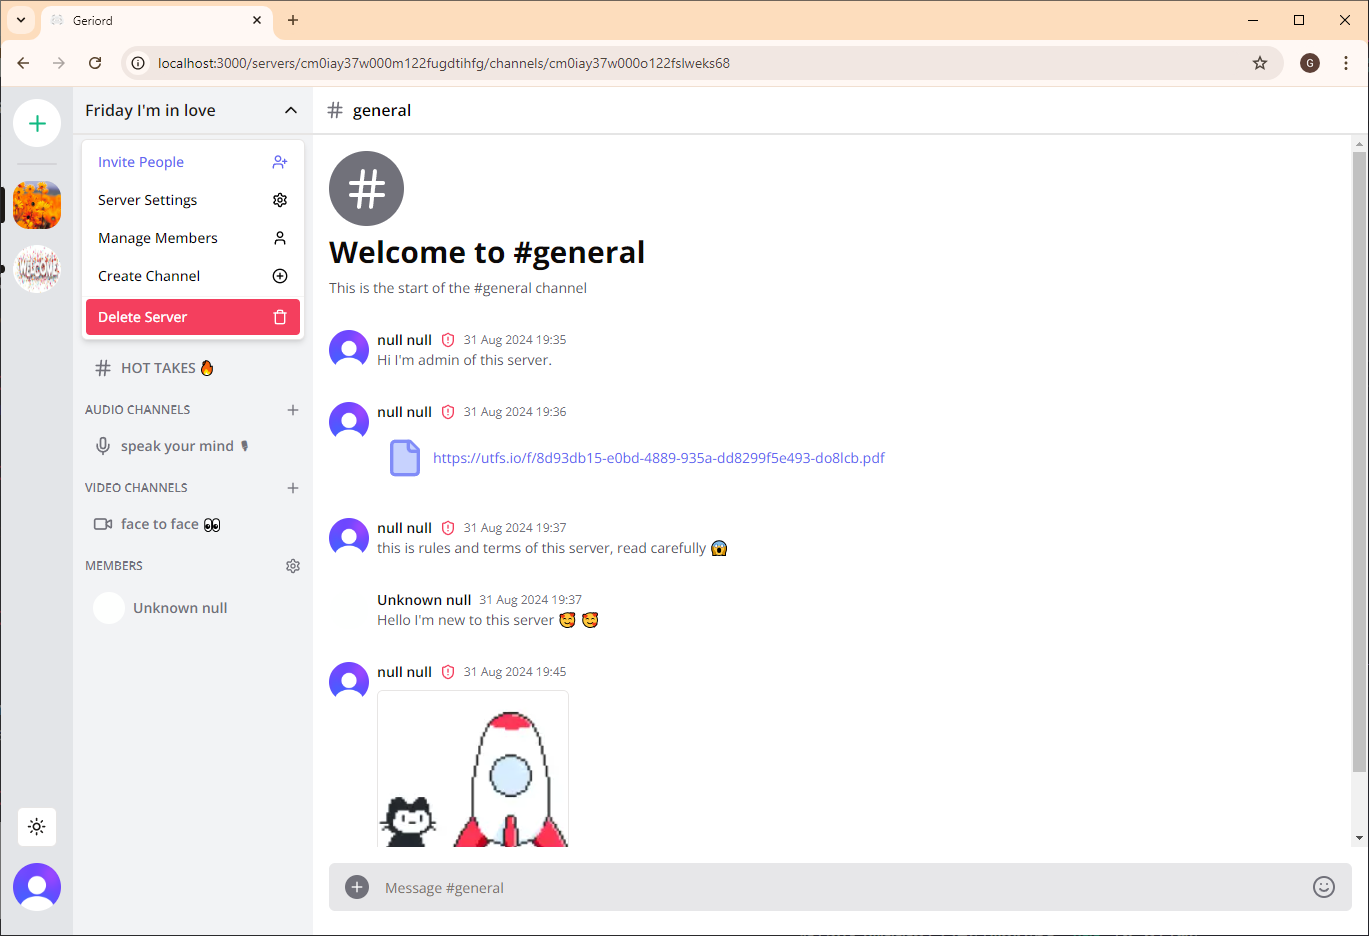 Geriord
localhost:3000/servers/cm0iay37w000m122fugdtihfg/channels/cm0iay37w000o122fslweks68
G
Friday I'm in love
# general
Invite People
Server Settings
Manage Members
Create Channel
Delete Server
# HOT TAKES 🔥
AUDIO CHANNELS
speak your mind 🎙
VIDEO CHANNELS
face to face 👀
MEMBERS
Unknown null
WELCOME
#
Welcome to #general
This is the start of the #general channel
null null 31 Aug 2024 19:35
Hi I'm admin of this server.
null null 31 Aug 2024 19:36
https://utfs.io/f/8d93db15-e0bd-4889-935a-dd8299f5e493-do8lcb.pdf
null null 31 Aug 2024 19:37
this is rules and terms of this server, read carefully 😱
Unknown null 31 Aug 2024 19:37
Hello I'm new to this server 🥰 🥰
null null 31 Aug 2024 19:45
Message #general